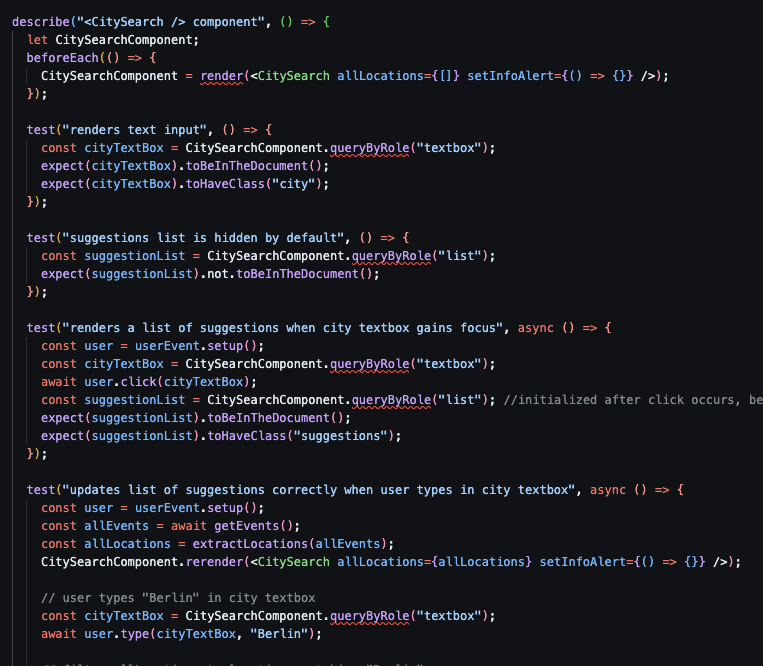 describe("<CitySearch /> component", () => {
let CitySearchComponent;
beforeEach(() => {
CitySearchComponent = render(<CitySearch allLocations={[]} setInfoAlert={() => {}} />);
});
test("renders text input", () => {
const cityTextBox = CitySearchComponent.queryByRole("textbox");
expect(cityTextBox).toBeInTheDocument();
expect(cityTextBox).toHaveClass("city");
});
test("suggestions list is hidden by default", () => {
const suggestionList = CitySearchComponent.queryByRole("list");
expect(suggestionList).not.toBeInTheDocument();
});
test("renders a list of suggestions when city textbox gains focus", async () => {
const user = userEvent.setup();
const cityTextBox = CitySearchComponent.queryByRole("textbox");
await user.click(cityTextBox);
const suggestionList = CitySearchComponent.queryByRole("list"); //initialized after click occurs, be
expect(suggestionList).toBeInTheDocument();
expect(suggestionList).toHaveClass("suggestions");
});
test("updates list of suggestions correctly when user types in city textbox", async () => {
const user = userEvent.setup();
const allEvents = await getEvents();
const allLocations = extractLocations(allEvents);
CitySearchComponent.rerender(<CitySearch allLocations={allLocations} setInfoAlert={() => {}} />);
// user types "Berlin" in city textbox
const cityTextBox = CitySearchComponent.queryByRole("textbox");
await user.type(cityTextBox, "Berlin");